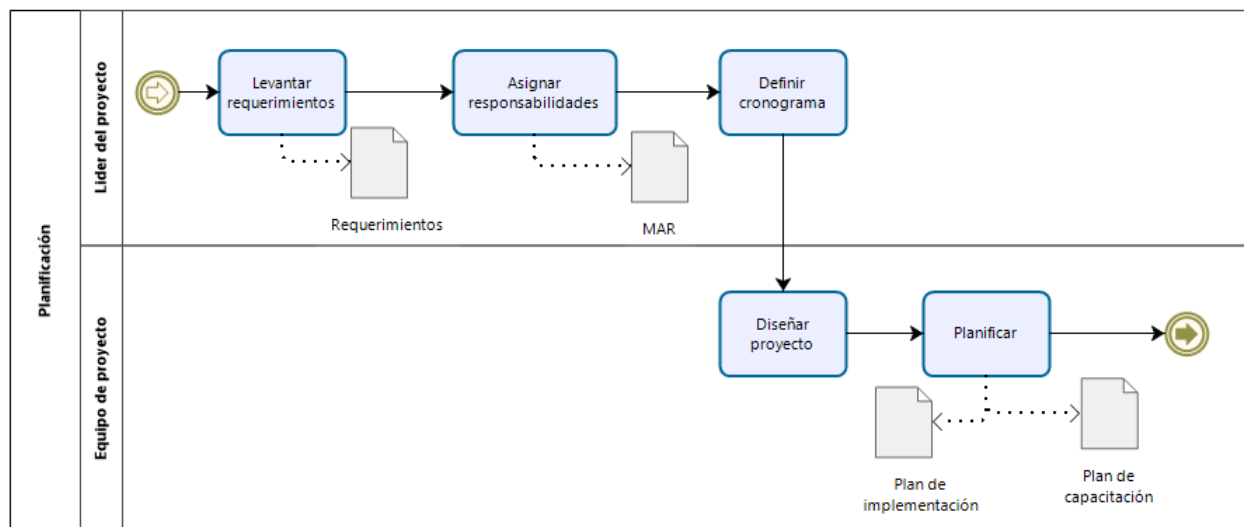 Planificación
Lider del proyecto
Levantar
requerimientos
Asignar
responsabilidades
Definir
cronograma
Requerimientos
MAR
Equipo de proyecto
Diseñar
proyecto
Planificar
Plan de
implementación
Plan de
capacitación